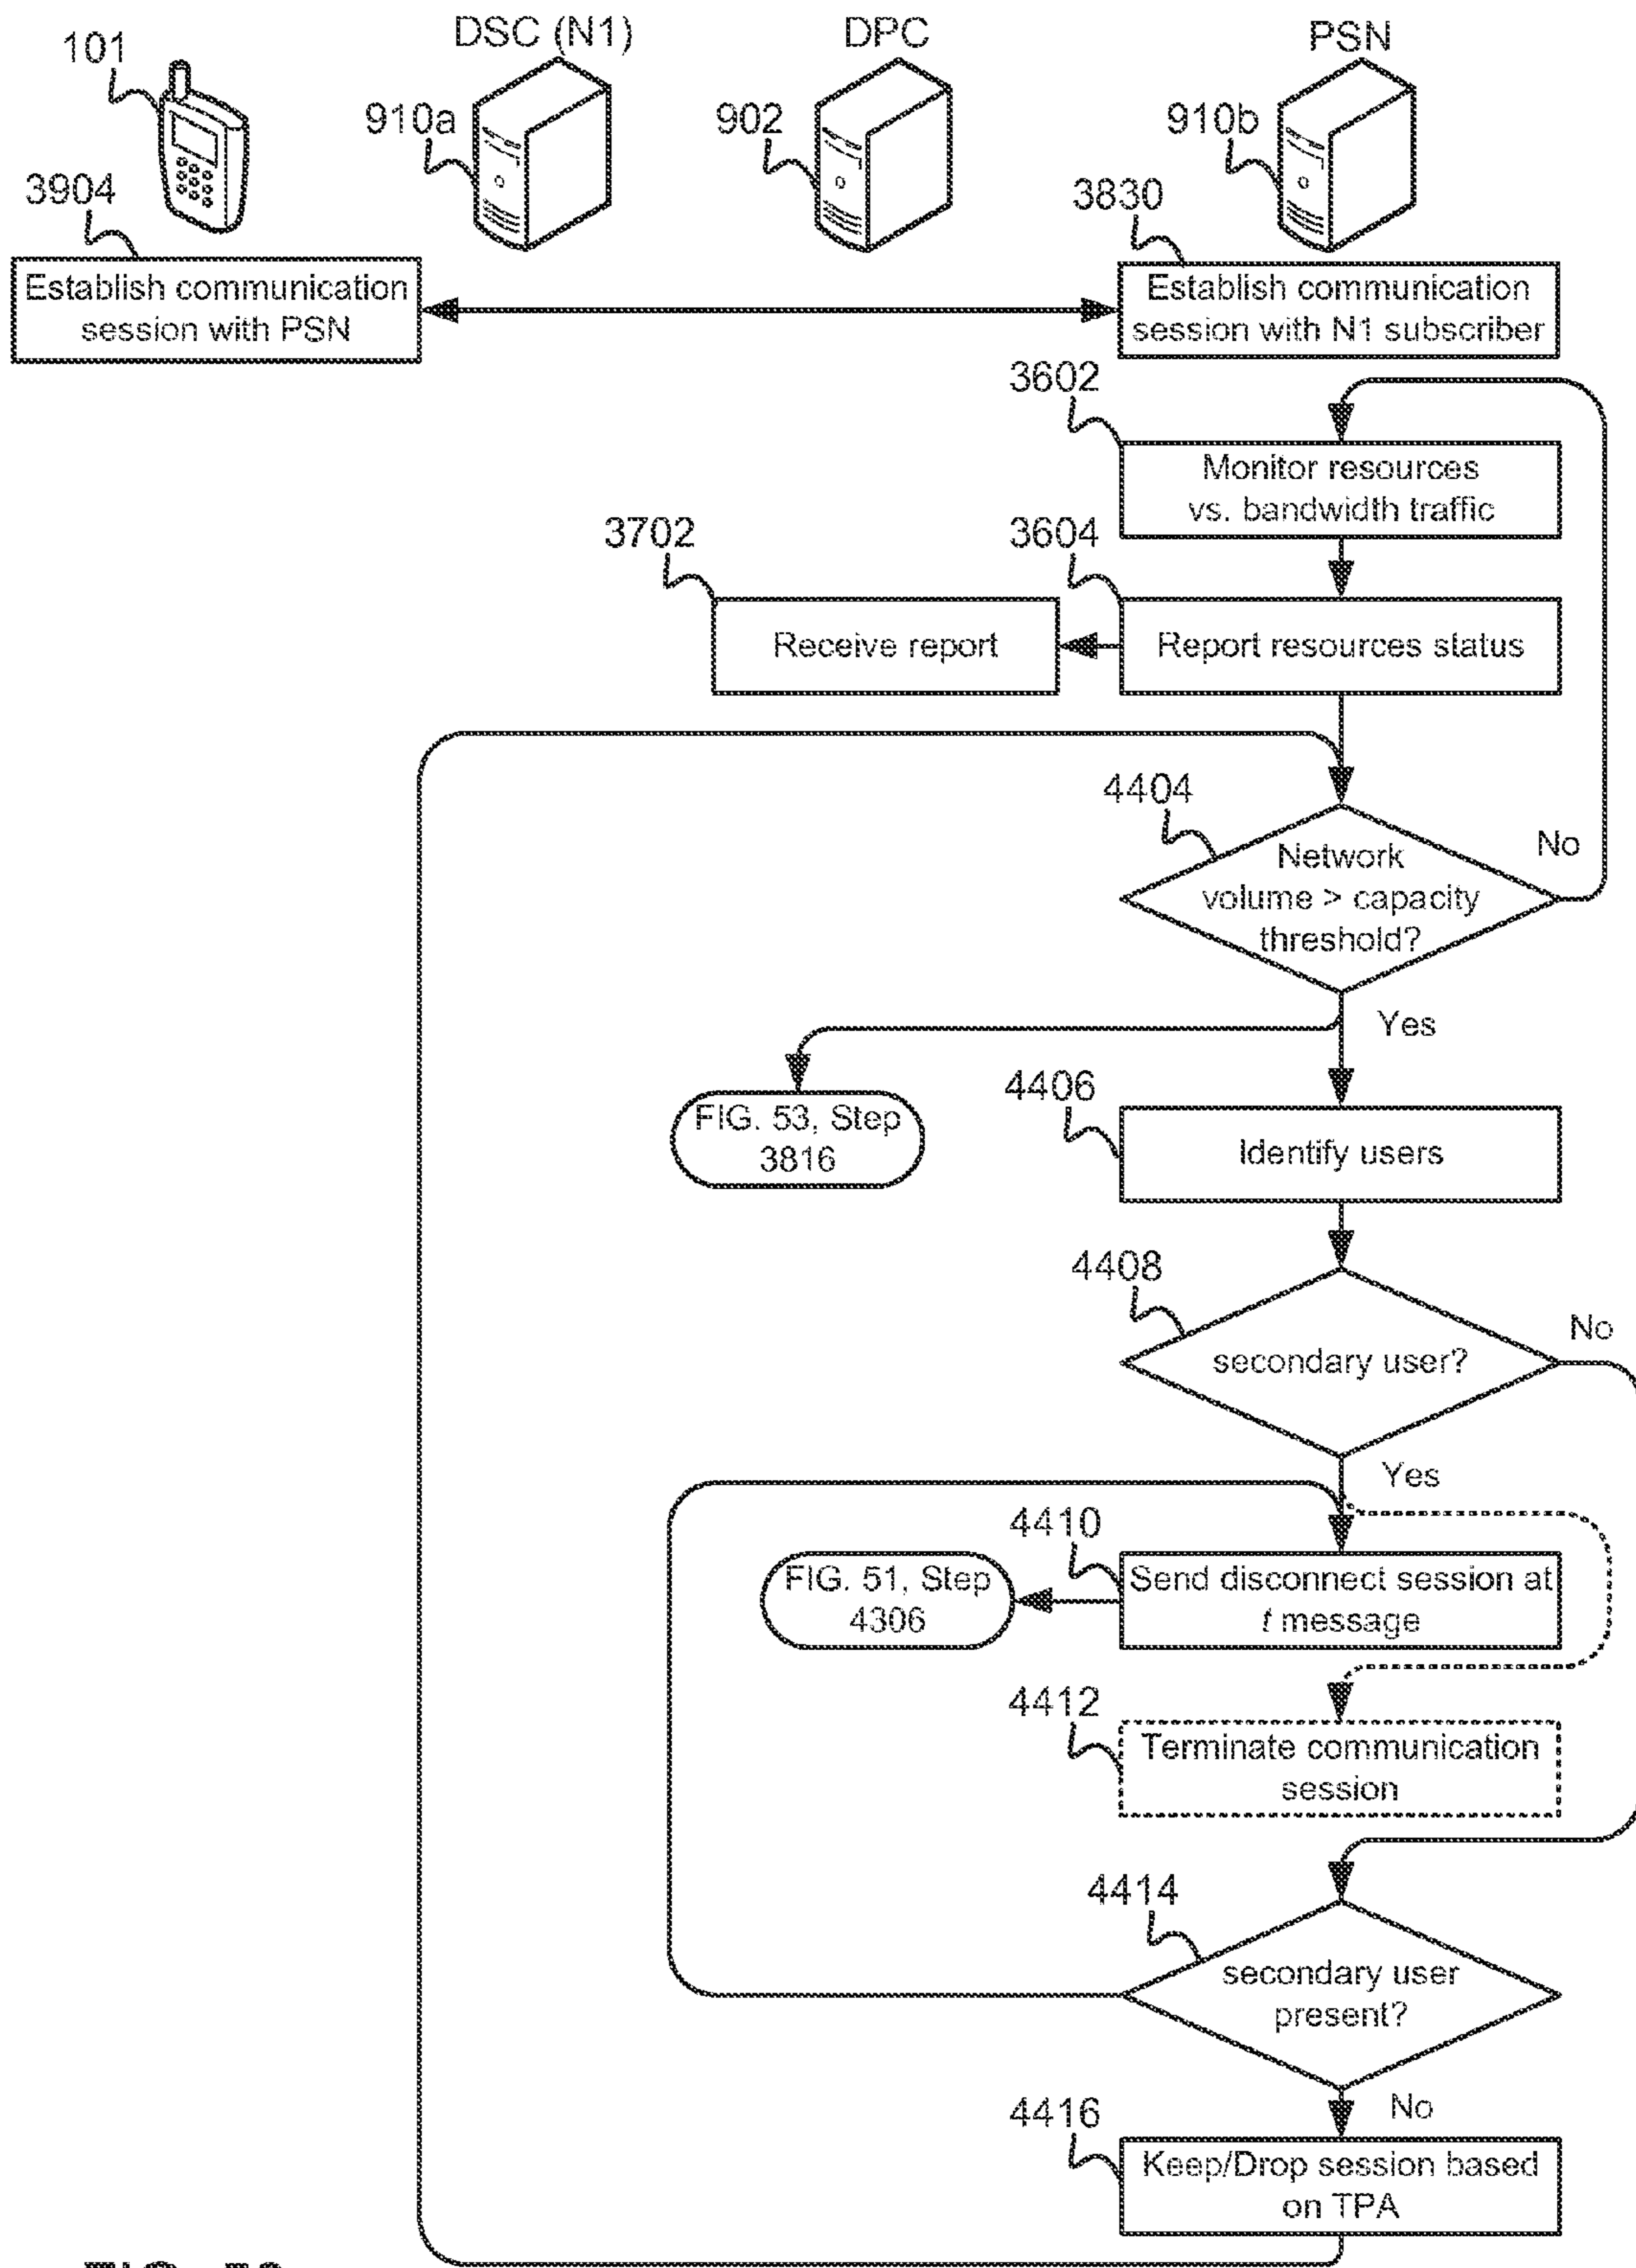 101
DSC (N1)
DPC
PSN
910a
902
910b
3904
3830
Establish communication
session with PSN
Establish communication
session with N1 subscriber
3602
Monitor resources
vs. bandwidth traffic
3702
3604
Receive report
Report resources status
4404
Network
volume > capacity
threshold?
No
Yes
FIG. 53, Step
3816
4406
Identify users
4408
secondary user?
No
Yes
4410
FIG. 51, Step
4306
Send disconnect session at
t message
4412
Terminate communication
session
4414
secondary user
present?
No
4416
Keep/Drop session based
on TPA